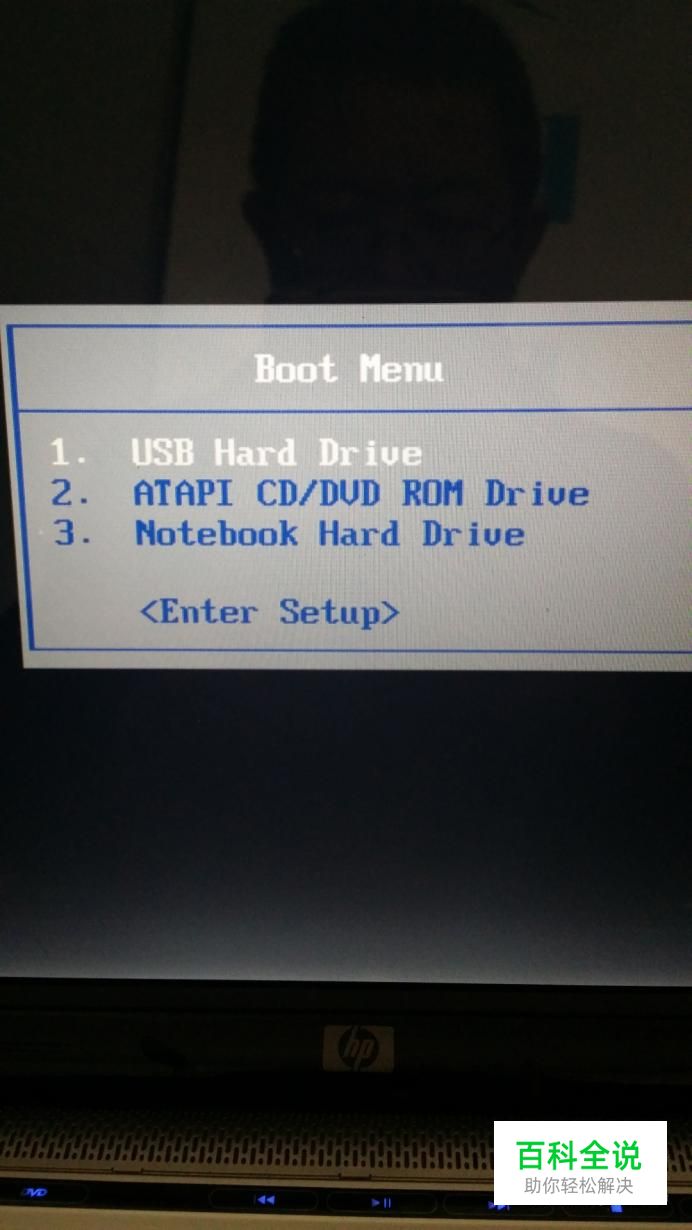 Boot Menu
1. USB Hard Drive
2. ATAPI CD/DVD ROM Drive
3. Notebook Hard Drive
<Enter Setup>
hp
百科全说
助你轻松解决
DVD